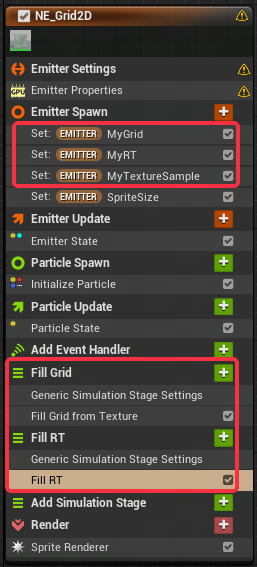 NE_Grid2D
Emitter Settings
GPU Emitter Properties
Emitter Spawn
Set: EMITTER MyGrid
Set: EMITTER MyRT
Set: EMITTER MyTextureSample
Set: EMITTER SpriteSize
Emitter Update
Emitter State
Particle Spawn
Initialize Particle
Particle Update
Particle State
Add Event Handler
Fill Grid
Generic Simulation Stage Settings
Fill Grid from Texture
Fill RT
Generic Simulation Stage Settings
Fill RT
Add Simulation Stage
Render
Sprite Renderer